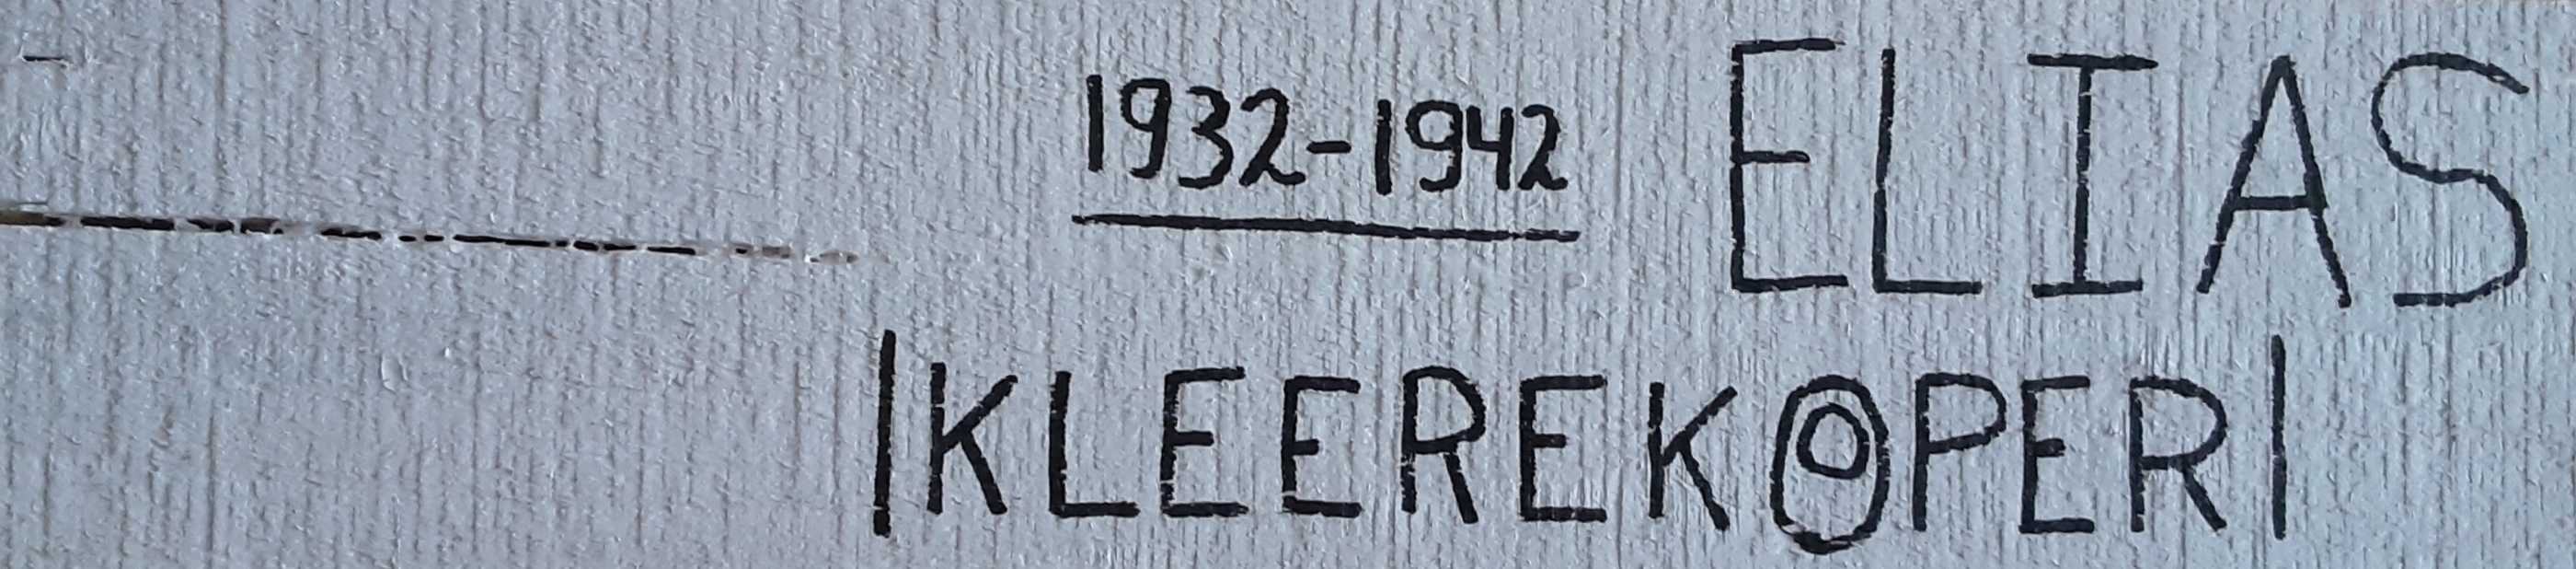 1932-1942 ELIAS
|KLEEREKOPER|